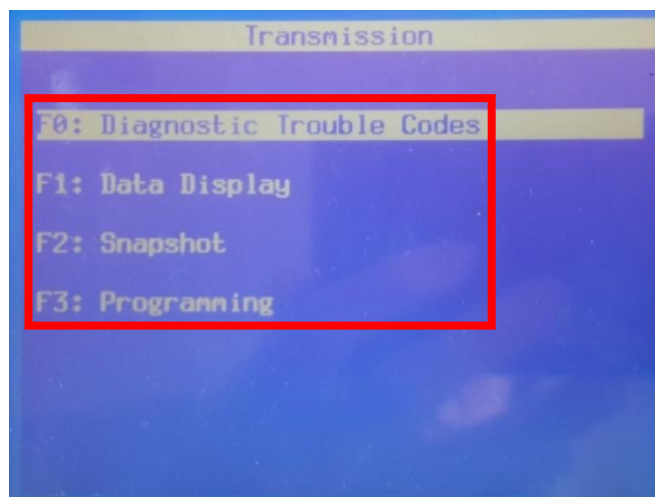 Transmission
F0: Diagnostic Trouble Codes
F1: Data Display
F2: Snapshot
F3: Programming